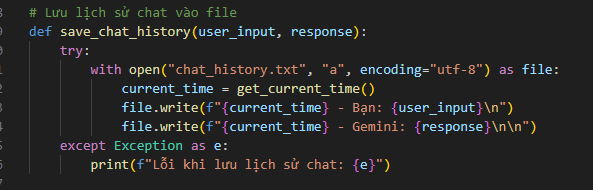 # Lưu lịch sử chat vào file
def save_chat_history(user_input, response):
    try:
        with open("chat_history.txt", "a", encoding="utf-8") as file:
            current_time = get_current_time()
            file.write(f"{current_time} - Bạn: {user_input}\n")
            file.write(f"{current_time} - Gemini: {response}\n\n")
    except Exception as e:
        print(f"Lỗi khi lưu lịch sử chat: {e}")